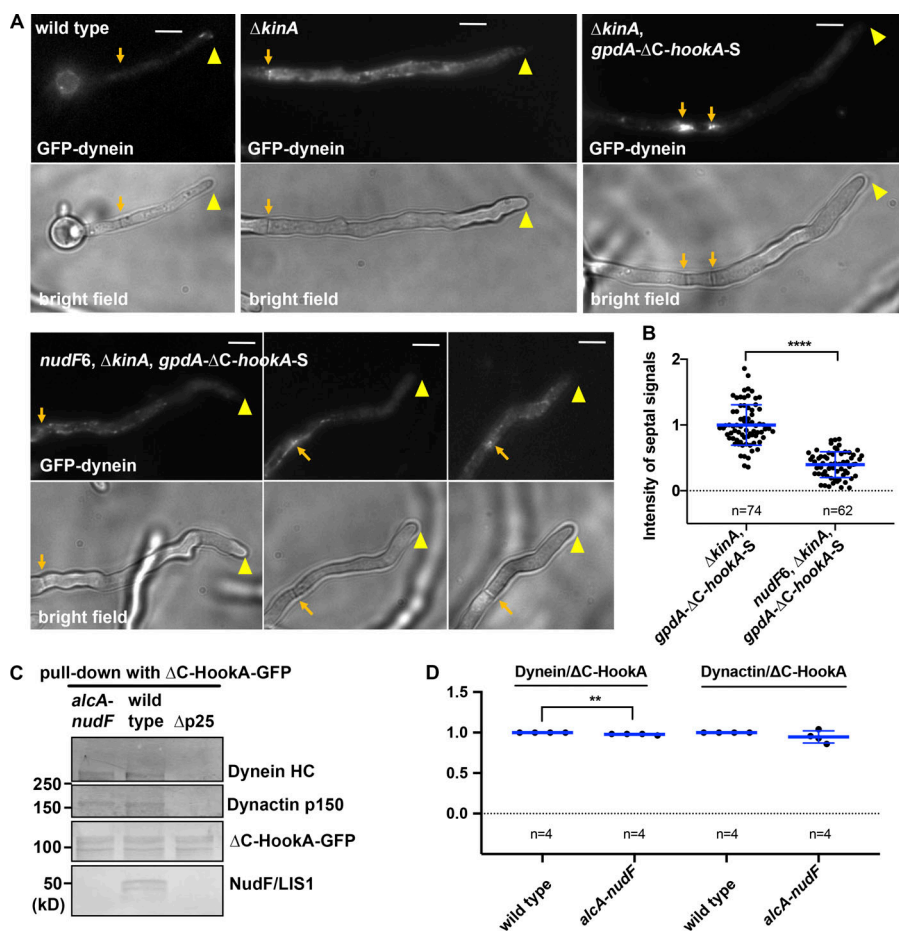 A
wild type
GFP-dynein
bright field
ΔkinA
GFP-dynein
bright field
ΔkinA,
gpdA-ΔC-hookA-S
GFP-dynein
bright field
nudF6, ΔkinA, gpdA-ΔC-hookA-S
GFP-dynein
bright field
B
Intensity of septal signals
2
1
0
****
n=74
n=62
ΔkinA,
gpdA-ΔC-hookA-S
nudF6, ΔkinA,
gpdA-ΔC-hookA-S
C
pull-down with ΔC-HookA-GFP
alcA-
nudF
wild
type
Δp25
250
150
100
50
(kD)
Dynein HC
Dynactin p150
ΔC-HookA-GFP
NudF/LIS1
D
Dynein/ΔC-HookA
Dynactin/ΔC-HookA
**
1.5
1.0
0.5
0.0
n=4
n=4
n=4
n=4
wild type
alcA-nudF
wild type
alcA-nudF